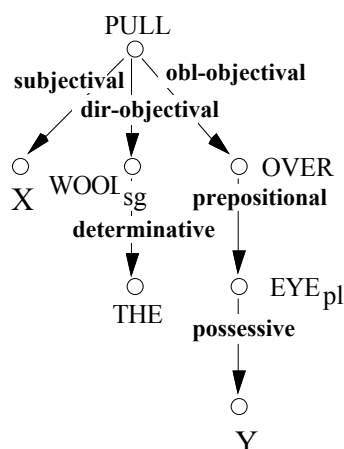 PULL
subjectival
obl-objectival
dir-objectival
X
WOOLsg
OVER
prepositional
determinative
THE
EYEpl
possessive
Y